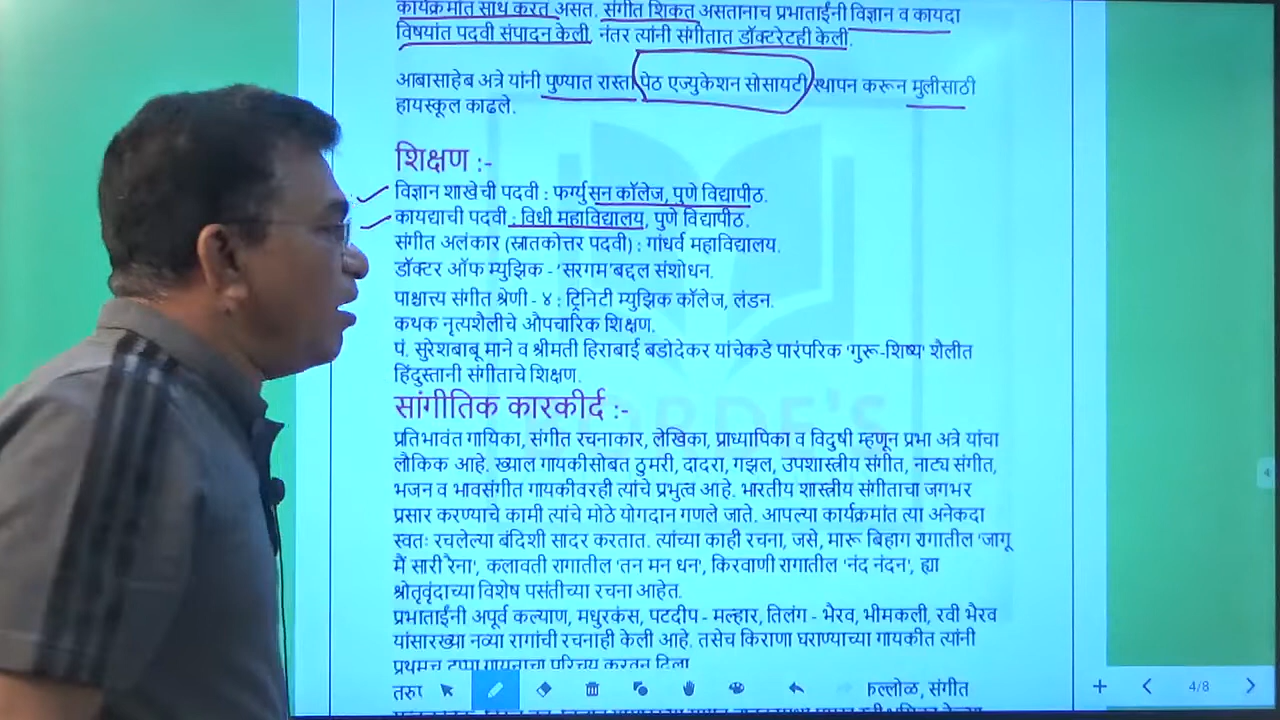 कार्यक्रमात साथ करत असत. संगीत शिकत असतानाच प्रभाताईंनी विज्ञान व कायदा
विषयांत पदवी संपादन केली. नंतर त्यांनी संगीतात डॉक्टरेटही केली.
आबासाहेब अत्रे यांनी पुण्यात रास्ता पेठ एज्युकेशन सोसायटी स्थापन करून मुलीसाठी
हायस्कूल काढले.
शिक्षण :-
विज्ञान शाखेची पदवी : फर्ग्युसन कॉलेज, पुणे विद्यापीठ.
कायद्याची पदवी : विधी महाविद्यालय, पुणे विद्यापीठ.
संगीत अलंकार (स्नातकोत्तर पदवी) : गांधर्व महाविद्यालय.
डॉक्टर ऑफ म्युझिक - 'सरगम'बद्दल संशोधन.
पाश्चात्त्य संगीत श्रेणी - ४ : ट्रिनिटी म्युझिक कॉलेज, लंडन.
कथक नृत्यशैलीचे औपचारिक शिक्षण.
पं. सुरेशबाबू माने व श्रीमती हिराबाई बडोदेकर यांचेकडे पारंपरिक 'गुरू-शिष्य' शैलीत
हिंदुस्तानी संगीताचे शिक्षण.
सांगीतिक कारकीर्द :-
प्रतिभावंत गायिका, संगीत रचनाकार, लेखिका, प्राध्यापिका व विदुषी म्हणून प्रभा अत्रे यांचा
लौकिक आहे. ख्याल गायकीसोबत ठुमरी, दादरा, गझल, उपशास्त्रीय संगीत, नाट्य संगीत,
भजन व भावसंगीत गायकीवरही त्यांचे प्रभुत्व आहे. भारतीय शास्त्रीय संगीताचा जगभर
प्रसार करण्याचे कामी त्यांचे मोठे योगदान गणले जाते. आपल्या कार्यक्रमांत त्या अनेकदा
स्वतः रचलेल्या बंदिशी सादर करतात. त्यांच्या काही रचना, जसे, मारू बिहाग रागातील 'जागू
मैं सारी रैना', कलावती रागातील 'तन मन धन', किरवाणी रागातील 'नंद नंदन', ह्या
श्रोतृवृंदाच्या विशेष पसंतीच्या रचना आहेत.
प्रभाताईंनी अपूर्व कल्याण, मधुरकंस, पटदीप - मल्हार, तिलंग - भैरव, भीमकली, रवी भैरव
यांसारख्या नव्या रागांची रचनाही केली आहे. तसेच किराणा घराण्याच्या गायकीत त्यांनी
प्रथमच टप्पा गायनाचा परिचय करवून दिला
संगीत
4/8